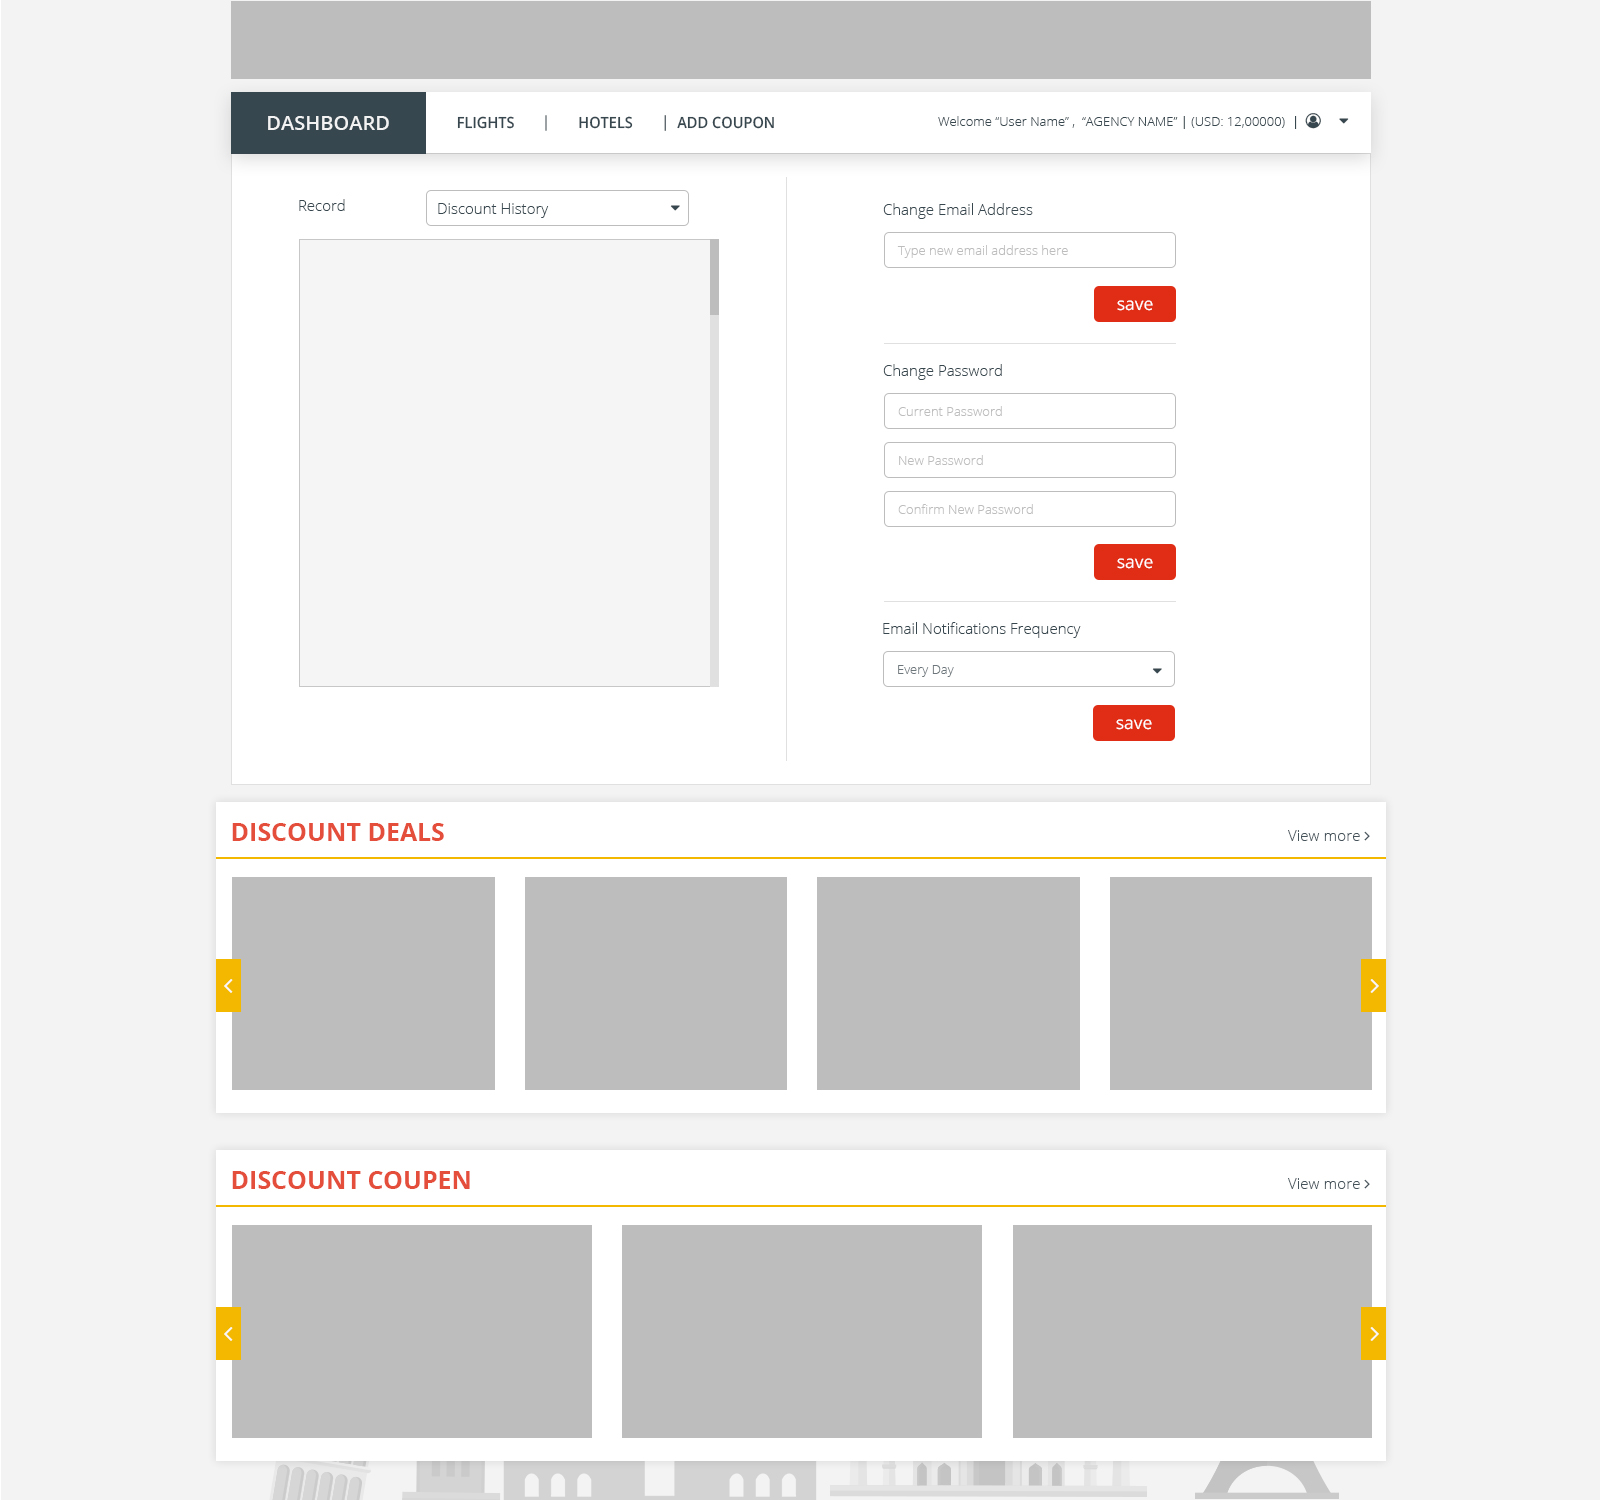 DASHBOARD FLIGHTS | HOTELS | ADD COUPON Welcome “User Name” , “AGENCY NAME” | (USD: 12,00000) |
Record
Discount History
Change Email Address
Type new email address here
save
Change Password
Current Password
New Password
Confirm New Password
save
Email Notifications Frequency
Every Day
save
DISCOUNT DEALS
View more >
DISCOUNT COUPEN
View more >